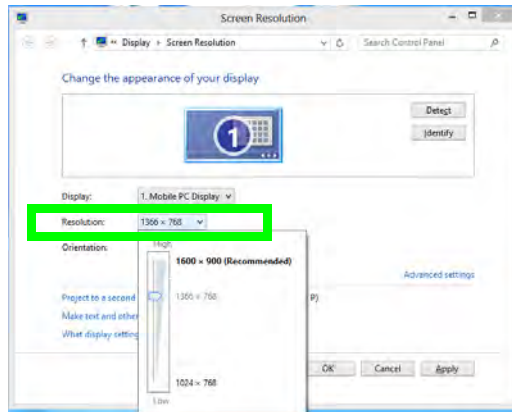 Screen Resolution
Display ▸ Screen Resolution
Search Control Panel
Change the appearance of your display
1
Detect
Identify
Display: 1. Mobile PC Display
Resolution: 1366 × 768
Orientation:
High
1600 × 900 (Recommended)
Advanced settings
Project to a second
1366 × 768
P)
Make text and other
What display setting
1024 × 768
Low
OK Cancel Apply